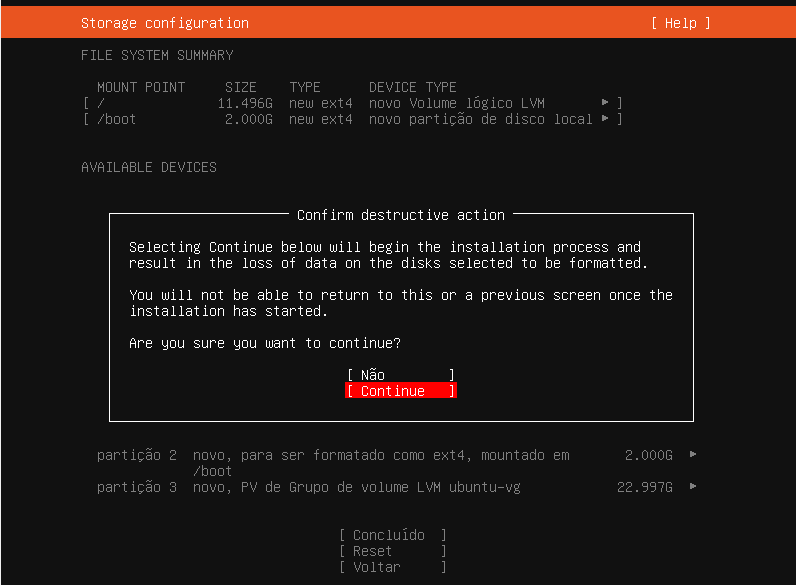 Storage configuration [ Help ]
FILE SYSTEM SUMMARY
MOUNT POINT SIZE TYPE DEVICE TYPE
[ / 11.496G new ext4 novo Volume lógico LVM ▸ ]
[ /boot 2.000G new ext4 novo partição de disco local ▸ ]
AVAILABLE DEVICES
Confirm destructive action
Selecting Continue below will begin the installation process and
result in the loss of data on the disks selected to be formatted.
You will not be able to return to this or a previous screen once the
installation has started.
Are you sure you want to continue?
[ Não ]
[ Continue ]
partição 2 novo, para ser formatado como ext4, mountado em 2.000G ▸
/boot
partição 3 novo, PV de Grupo de volume LVM ubuntu-vg 22.997G ▸
[ Concluído ]
[ Reset ]
[ Voltar ]